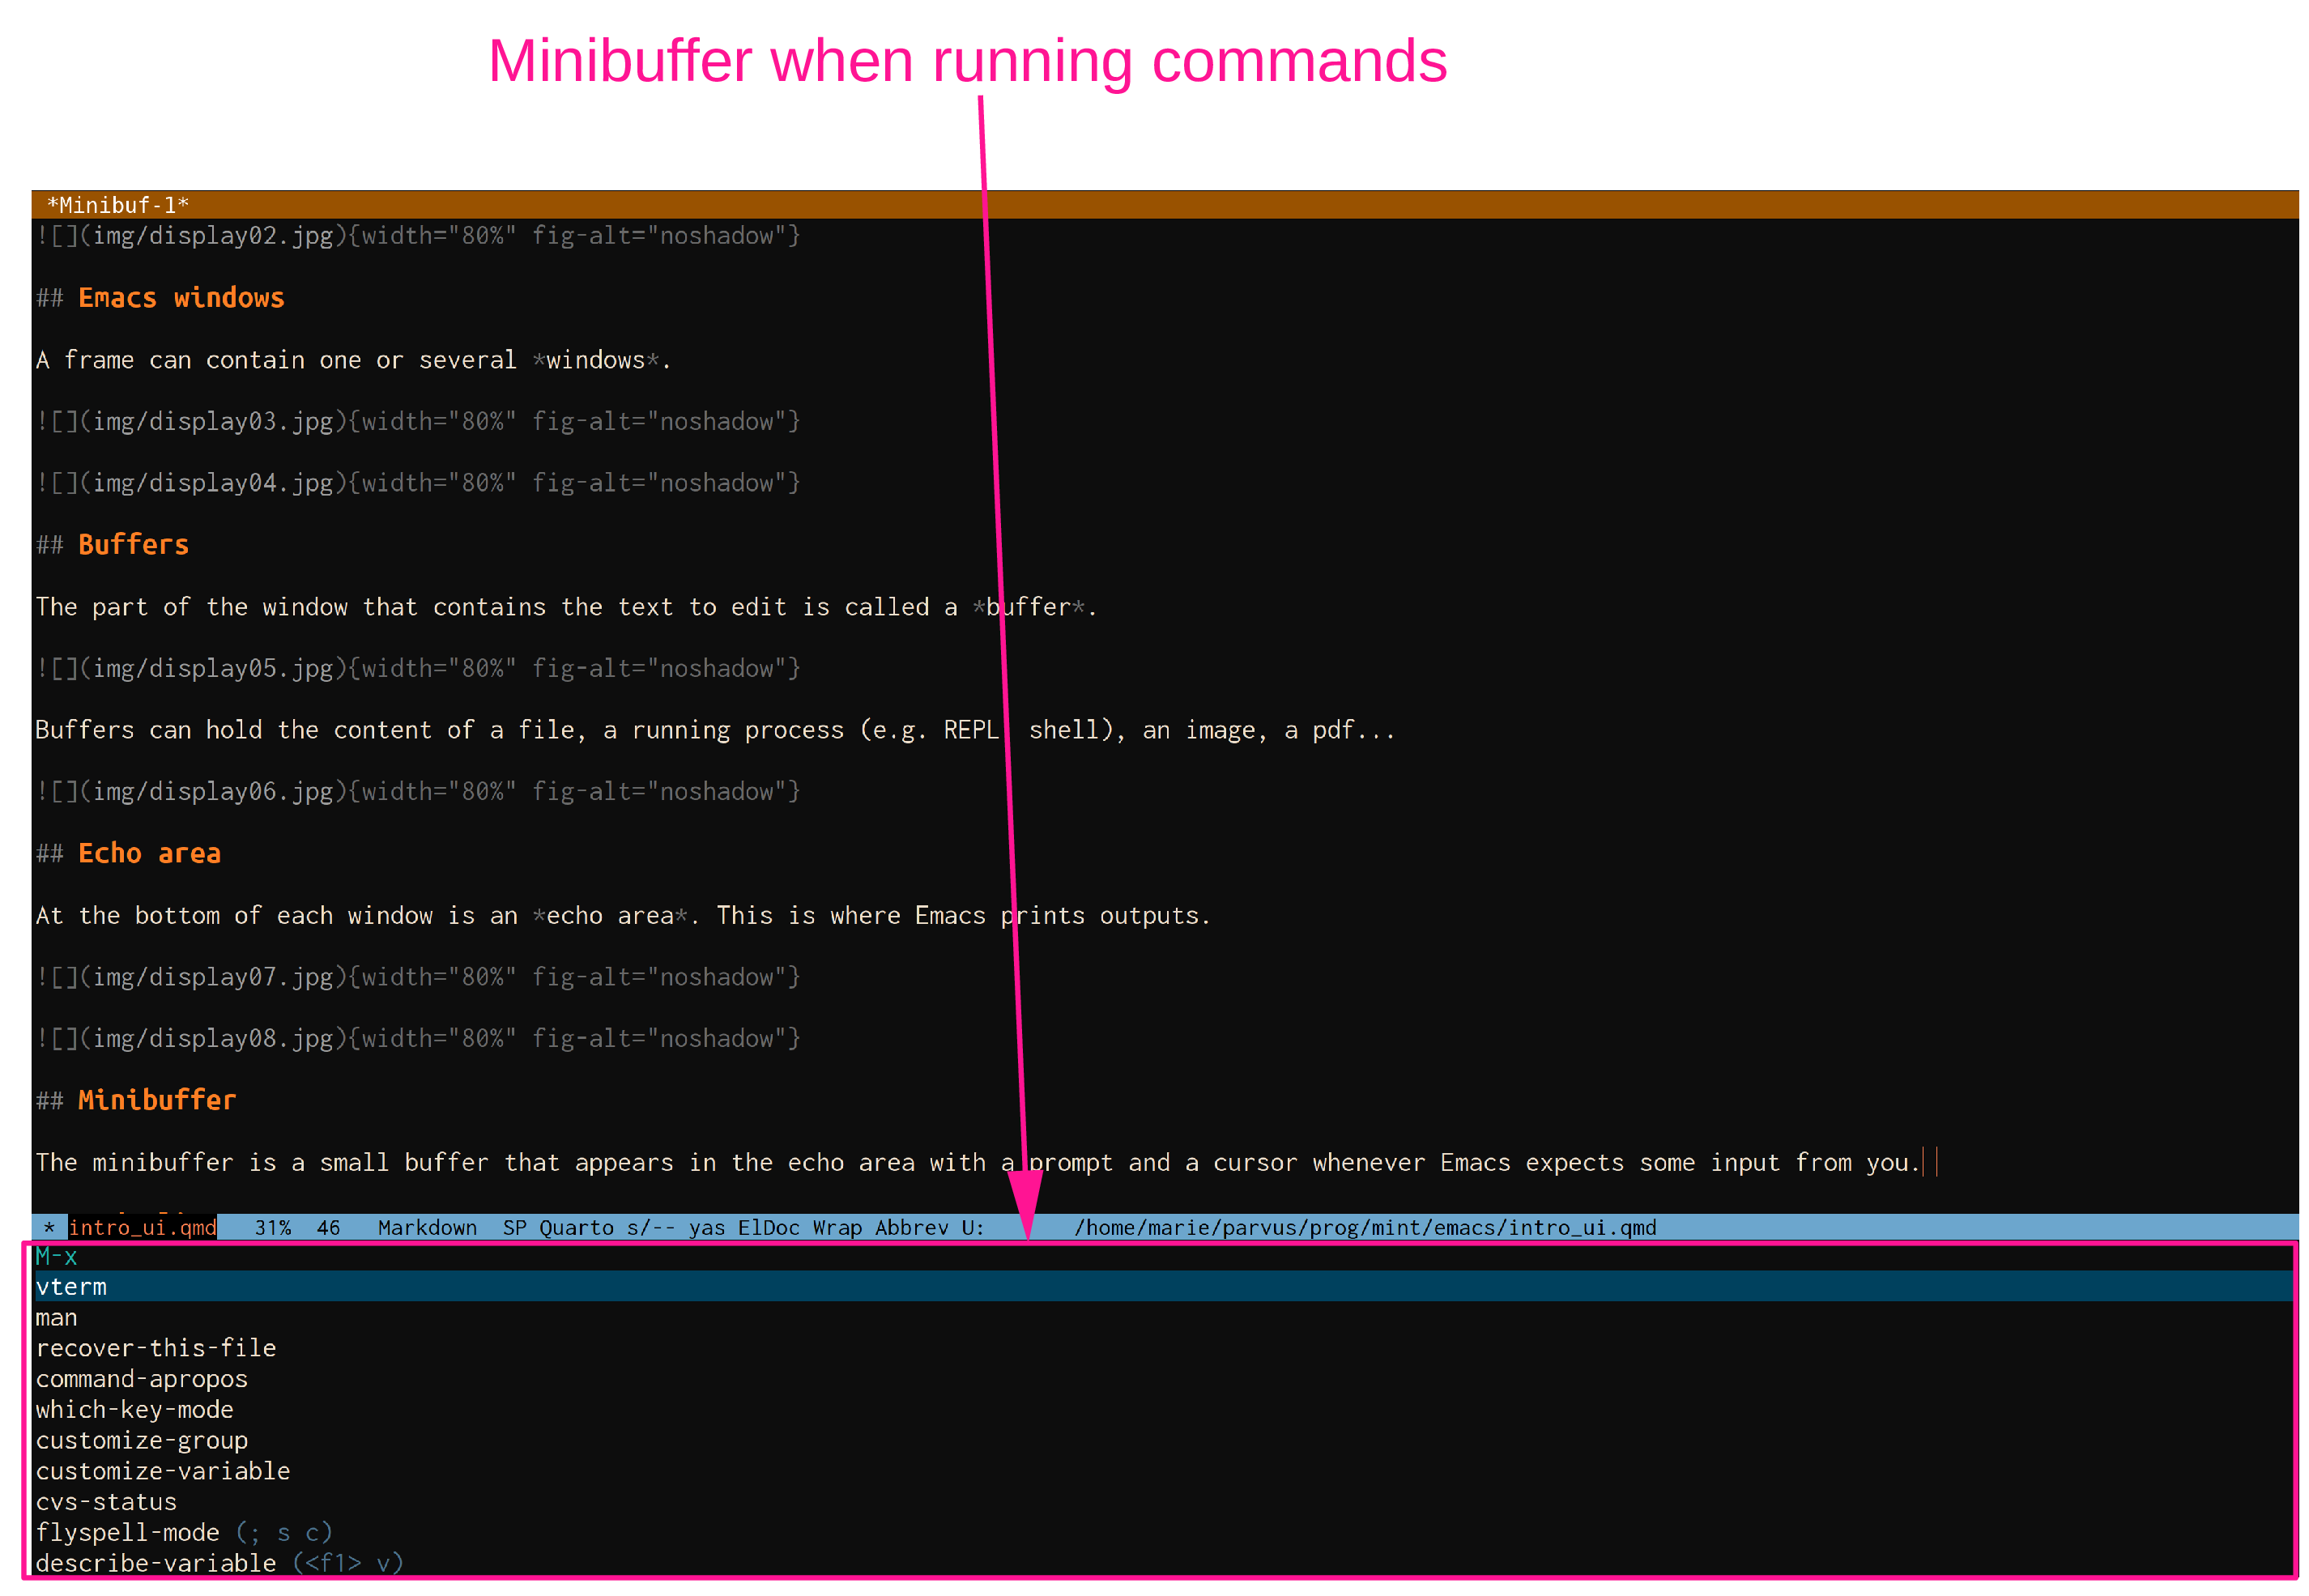 Minibuffer when running commands
*Minibuf-1*
![](img/display02.jpg){width="80%" fig-alt="noshadow"}
## Emacs windows
A frame can contain one or several *windows*.
![](img/display03.jpg){width="80%" fig-alt="noshadow"}
![](img/display04.jpg){width="80%" fig-alt="noshadow"}
## Buffers
The part of the window that contains the text to edit is called a *buffer*.
![](img/display05.jpg){width="80%" fig-alt="noshadow"}
Buffers can hold the content of a file, a running process (e.g. REPL shell), an image, a pdf...
![](img/display06.jpg){width="80%" fig-alt="noshadow"}
## Echo area
At the bottom of each window is an *echo area*. This is where Emacs prints outputs.
![](img/display07.jpg){width="80%" fig-alt="noshadow"}
![](img/display08.jpg){width="80%" fig-alt="noshadow"}
## Minibuffer
The minibuffer is a small buffer that appears in the echo area with a prompt and a cursor whenever Emacs expects some input from you.
* intro_ui.qmd 31% 46 Markdown SP Quarto s/-- yas ElDoc Wrap Abbrev U: /home/marie/parvus/prog/mint/emacs/intro_ui.qmd
M-x
vterm
man
recover-this-file
command-apropos
which-key-mode
customize-group
customize-variable
cvs-status
flyspell-mode (; s c)
describe-variable (<f1> v)